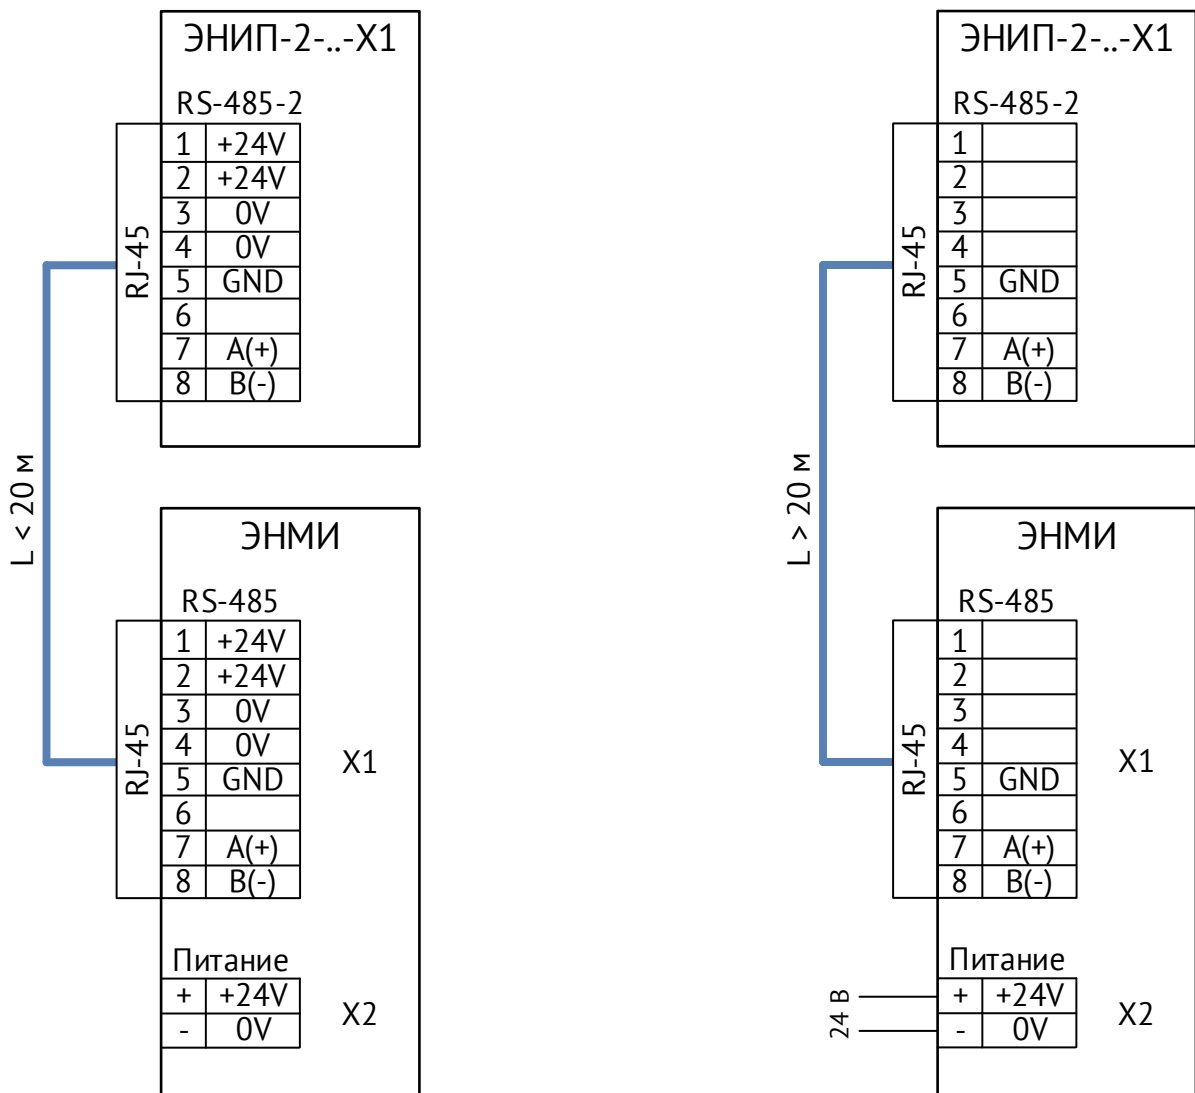 ЭНИП-2-..-X1
RS-485-2
RJ-45
1 +24V
2 +24V
3 0V
4 0V
5 GND
6
7 A(+)
8 B(-)
L < 20 м
ЭНМИ
RS-485
RJ-45
1 +24V
2 +24V
3 0V
4 0V
5 GND
6
7 A(+)
8 B(-)
X1
Питание
+ +24V
- 0V
X2
ЭНИП-2-..-X1
RS-485-2
RJ-45
1
2
3
4
5 GND
6
7 A(+)
8 B(-)
L > 20 м
ЭНМИ
RS-485
RJ-45
1
2
3
4
5 GND
6
7 A(+)
8 B(-)
X1
Питание
24 В
+ +24V
- 0V
X2